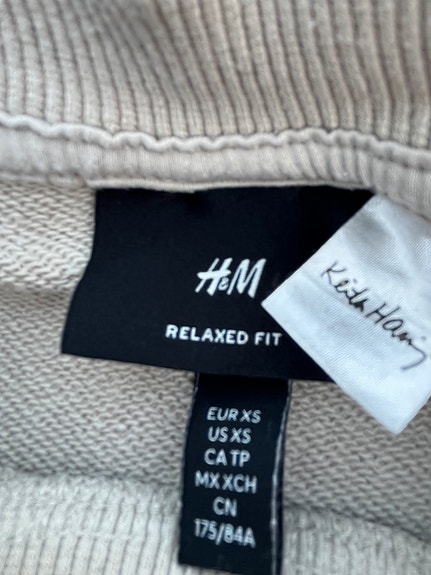 H&M
RELAXED FIT
Keith Haring
EUR XS
US XS
CA TP
MX XCH
CN
175/84A